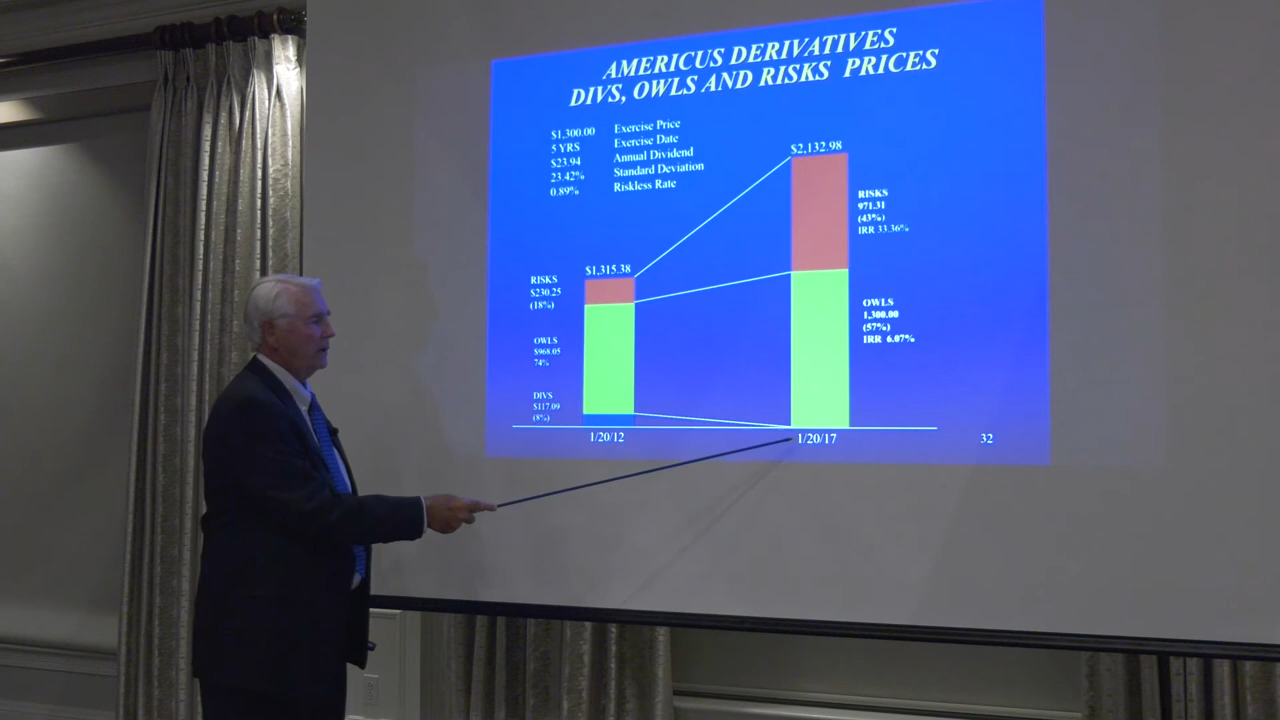 AMERICUS DERIVATIVES
DIVS, OWLS AND RISKS PRICES
$1,300.00 Exercise Price
5 YRS Exercise Date
$23.94 Annual Dividend
23.42% Standard Deviation
0.89% Riskless Rate
$2,132.98
RISKS
971.31
(43%)
IRR 33.36%
$1,315.38
RISKS
$230.25
(18%)
OWLS
1,300.00
(57%)
IRR 6.07%
OWLS
$968.05
74%
DIVS
$117.09
(8%)
1/20/12
1/20/17
32